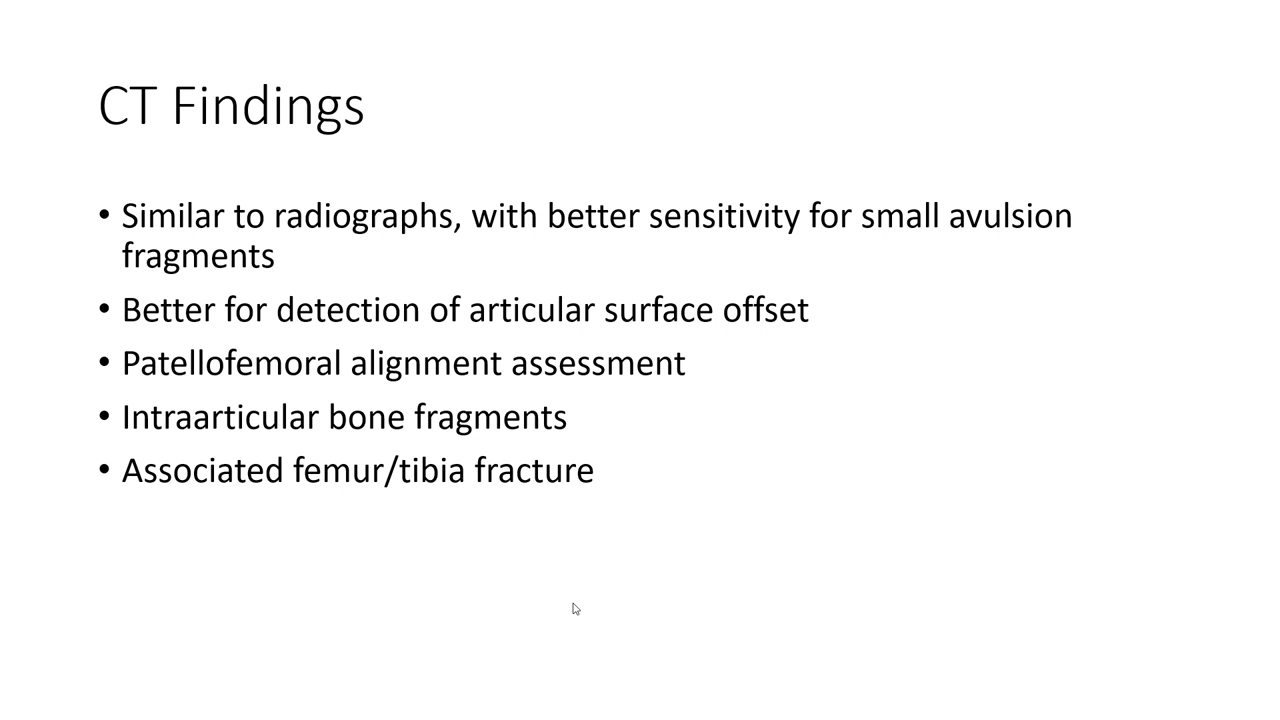 CT Findings
• Similar to radiographs, with better sensitivity for small avulsion
fragments
• Better for detection of articular surface offset
• Patellofemoral alignment assessment
• Intraarticular bone fragments
• Associated femur/tibia fracture